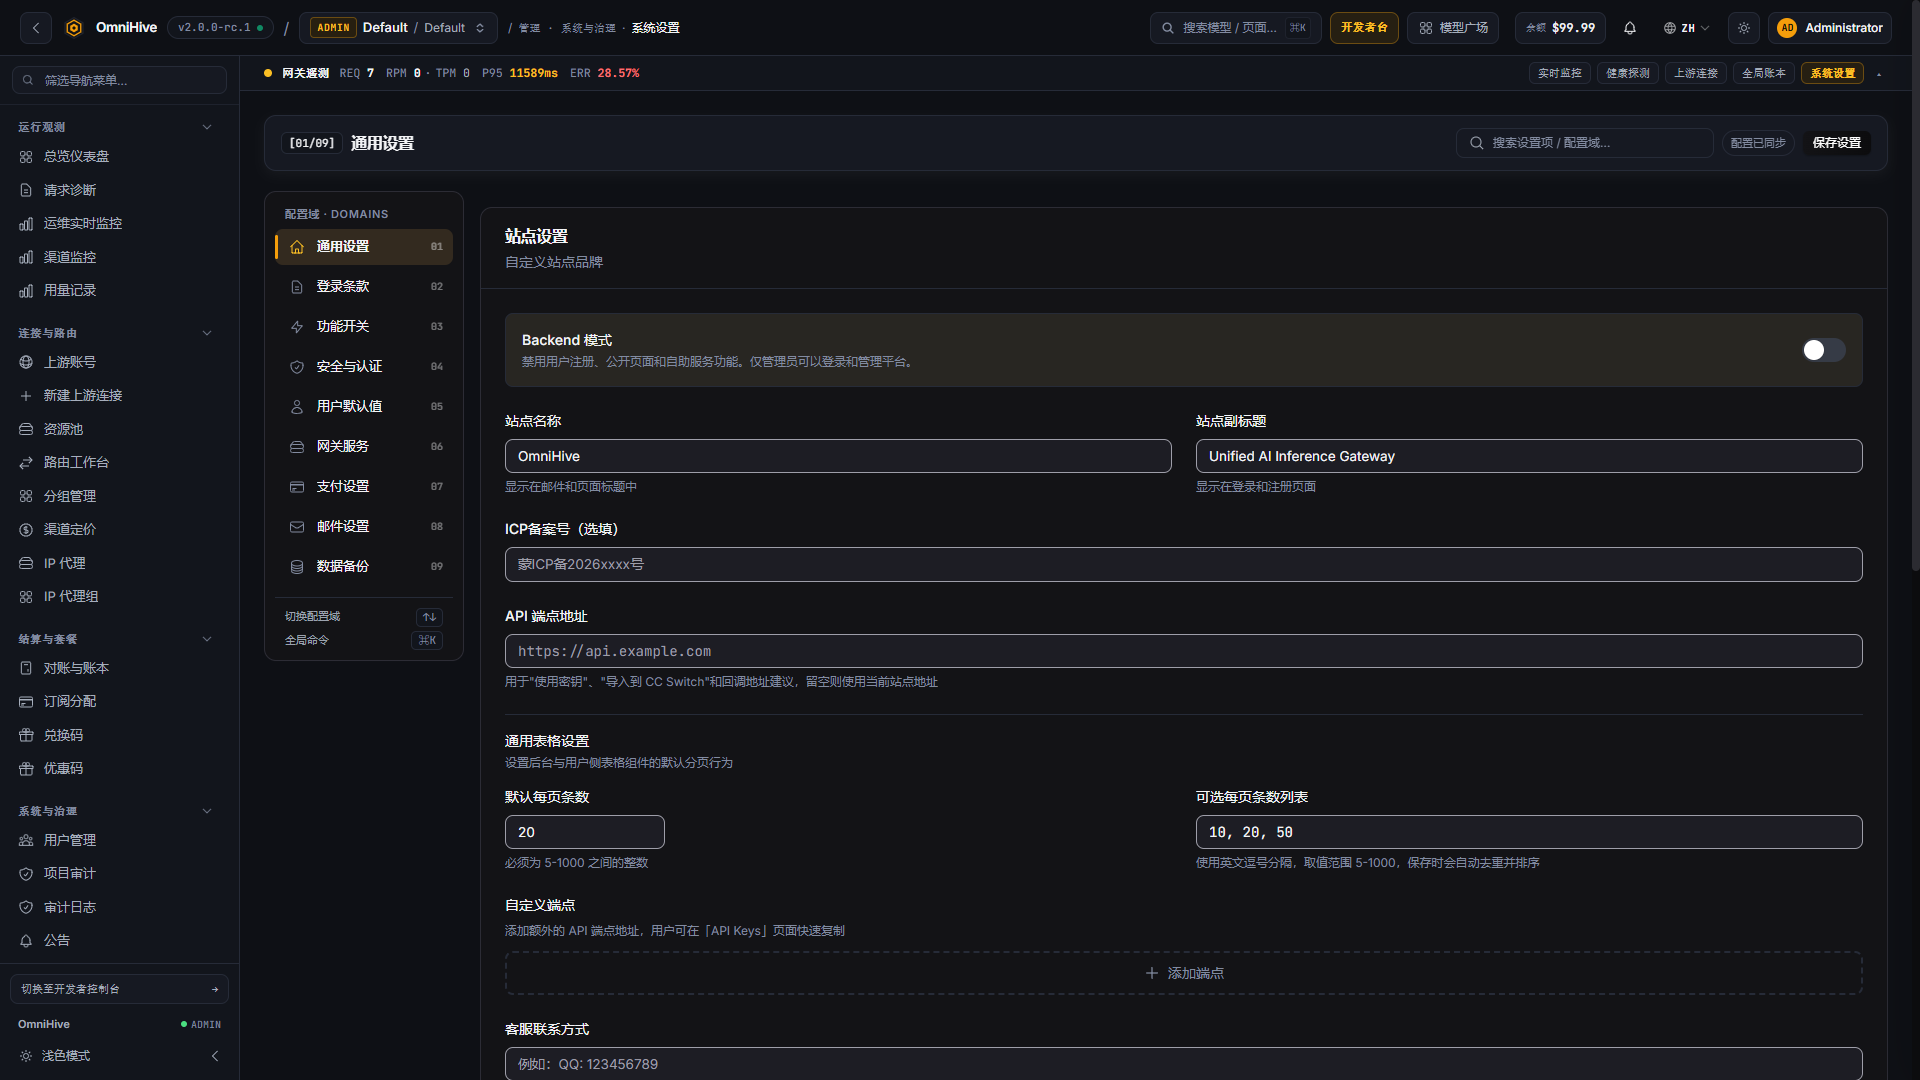 OmniHive v2.0.0-rc.1 / ADMIN Default / Default / 管理 · 系统与治理 · 系统设置 搜索模型 / 页面... ⌘K 开发者台 模型广场 余额 $99.99 ZH AD Administrator
筛选导航菜单...
网关遥测 REQ 7 RPM 0 · TPM 0 P95 11589ms ERR 28.57% 实时监控 健康探测 上游连接 全局账本 系统设置
运行观测
总览仪表盘
请求诊断
运维实时监控
渠道监控
用量记录
连接与路由
上游账号
新建上游连接
资源池
路由工作台
分组管理
渠道定价
IP 代理
IP 代理组
结算与套餐
对账与账本
订阅分配
兑换码
优惠码
系统与治理
用户管理
项目审计
审计日志
公告
切换至开发者控制台 →
OmniHive ADMIN
浅色模式
[01/09] 通用设置 搜索设置项 / 配置域... 配置已同步 保存设置
配置域 · DOMAINS
通用设置 01
登录条款 02
功能开关 03
安全与认证 04
用户默认值 05
网关服务 06
支付设置 07
邮件设置 08
数据备份 09
切换配置域 ↑↓
全局命令 ⌘K
站点设置
自定义站点品牌
Backend 模式
禁用用户注册、公开页面和自助服务功能。仅管理员可以登录和管理平台。
站点名称 站点副标题
OmniHive Unified AI Inference Gateway
显示在邮件和页面标题中 显示在登录和注册页面
ICP备案号（选填）
蒙ICP备2026xxxx号
API 端点地址
https://api.example.com
用于"使用密钥"、"导入到 CC Switch"和回调地址建议，留空则使用当前站点地址
通用表格设置
设置后台与用户侧表格组件的默认分页行为
默认每页条数 可选每页条数列表
20 10, 20, 50
必须为 5-1000 之间的整数 使用英文逗号分隔，取值范围 5-1000，保存时会自动去重并排序
自定义端点
添加额外的 API 端点地址，用户可在「API Keys」页面快速复制
添加端点
客服联系方式
例如：QQ: 123456789